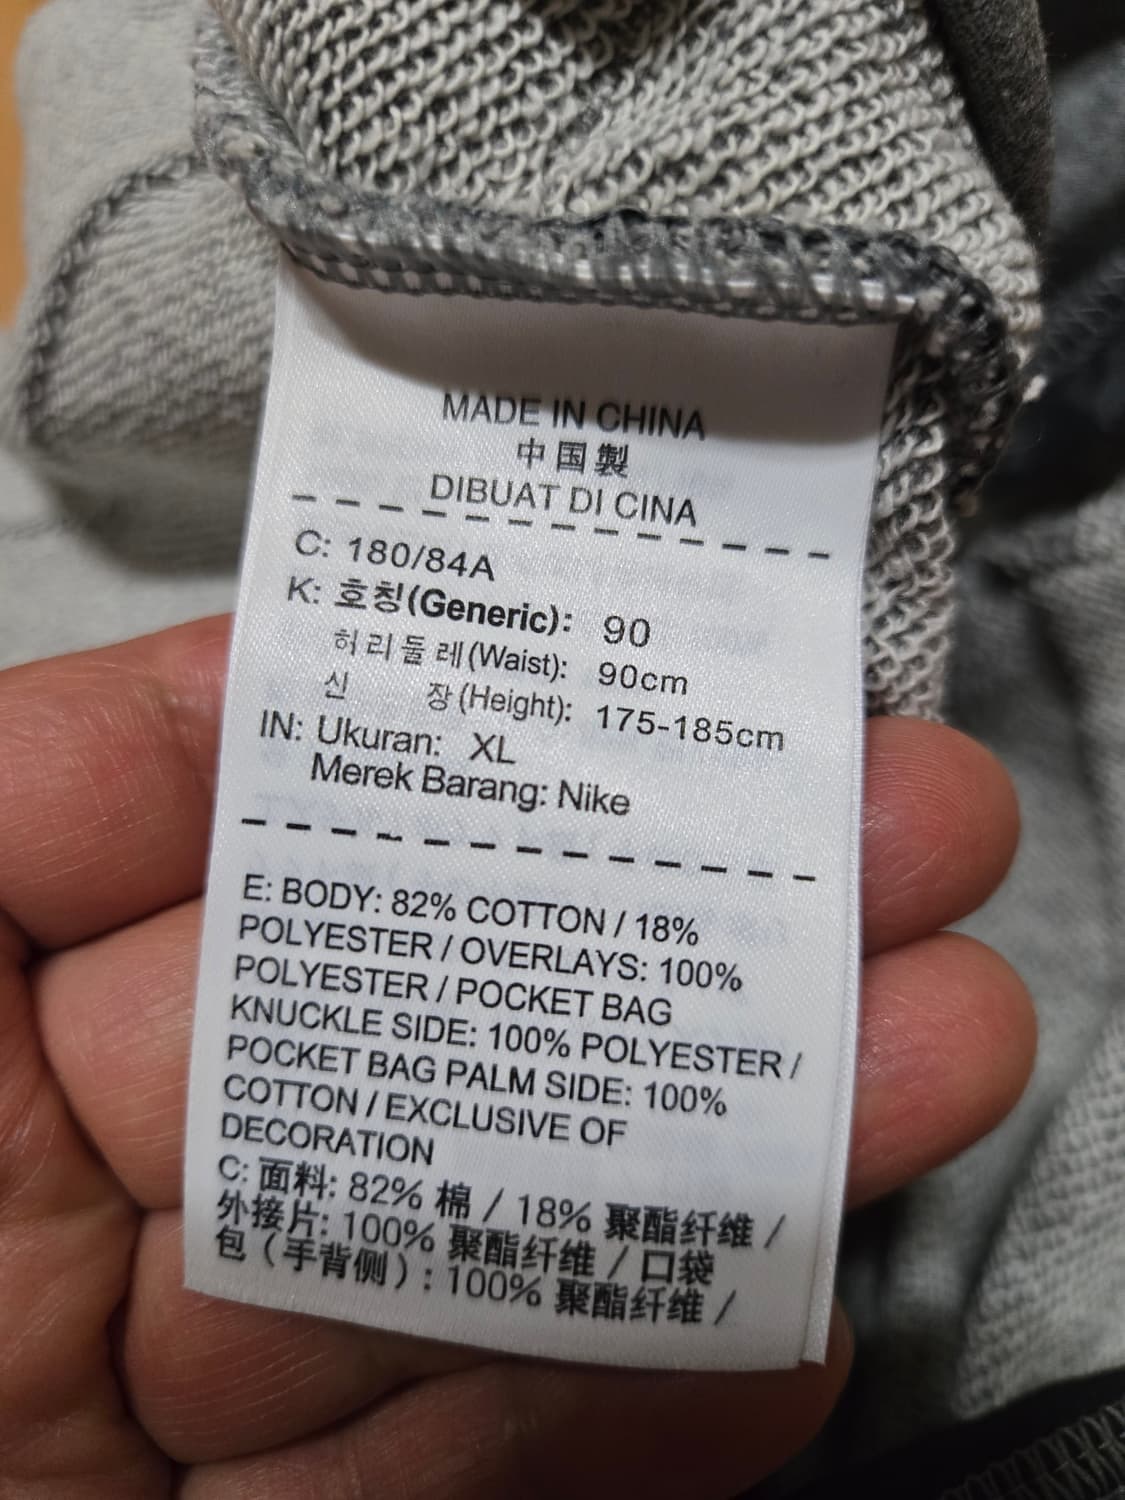 MADE IN CHINA
中国製
DIBUAT DI CINA
C: 180/84A
K: 호칭(Generic): 90
허리둘레(Waist): 90cm
신 장(Height): 175-185cm
IN: Ukuran: XL
Merek Barang: Nike
E: BODY: 82% COTTON / 18%
POLYESTER / OVERLAYS: 100%
POLYESTER / POCKET BAG
KNUCKLE SIDE: 100% POLYESTER /
POCKET BAG PALM SIDE: 100%
COTTON / EXCLUSIVE OF
DECORATION
C: 面料: 82% 棉 / 18% 聚酯纤维 /
外接片: 100% 聚酯纤维 / 口袋
包（手背侧）: 100% 聚酯纤维 /